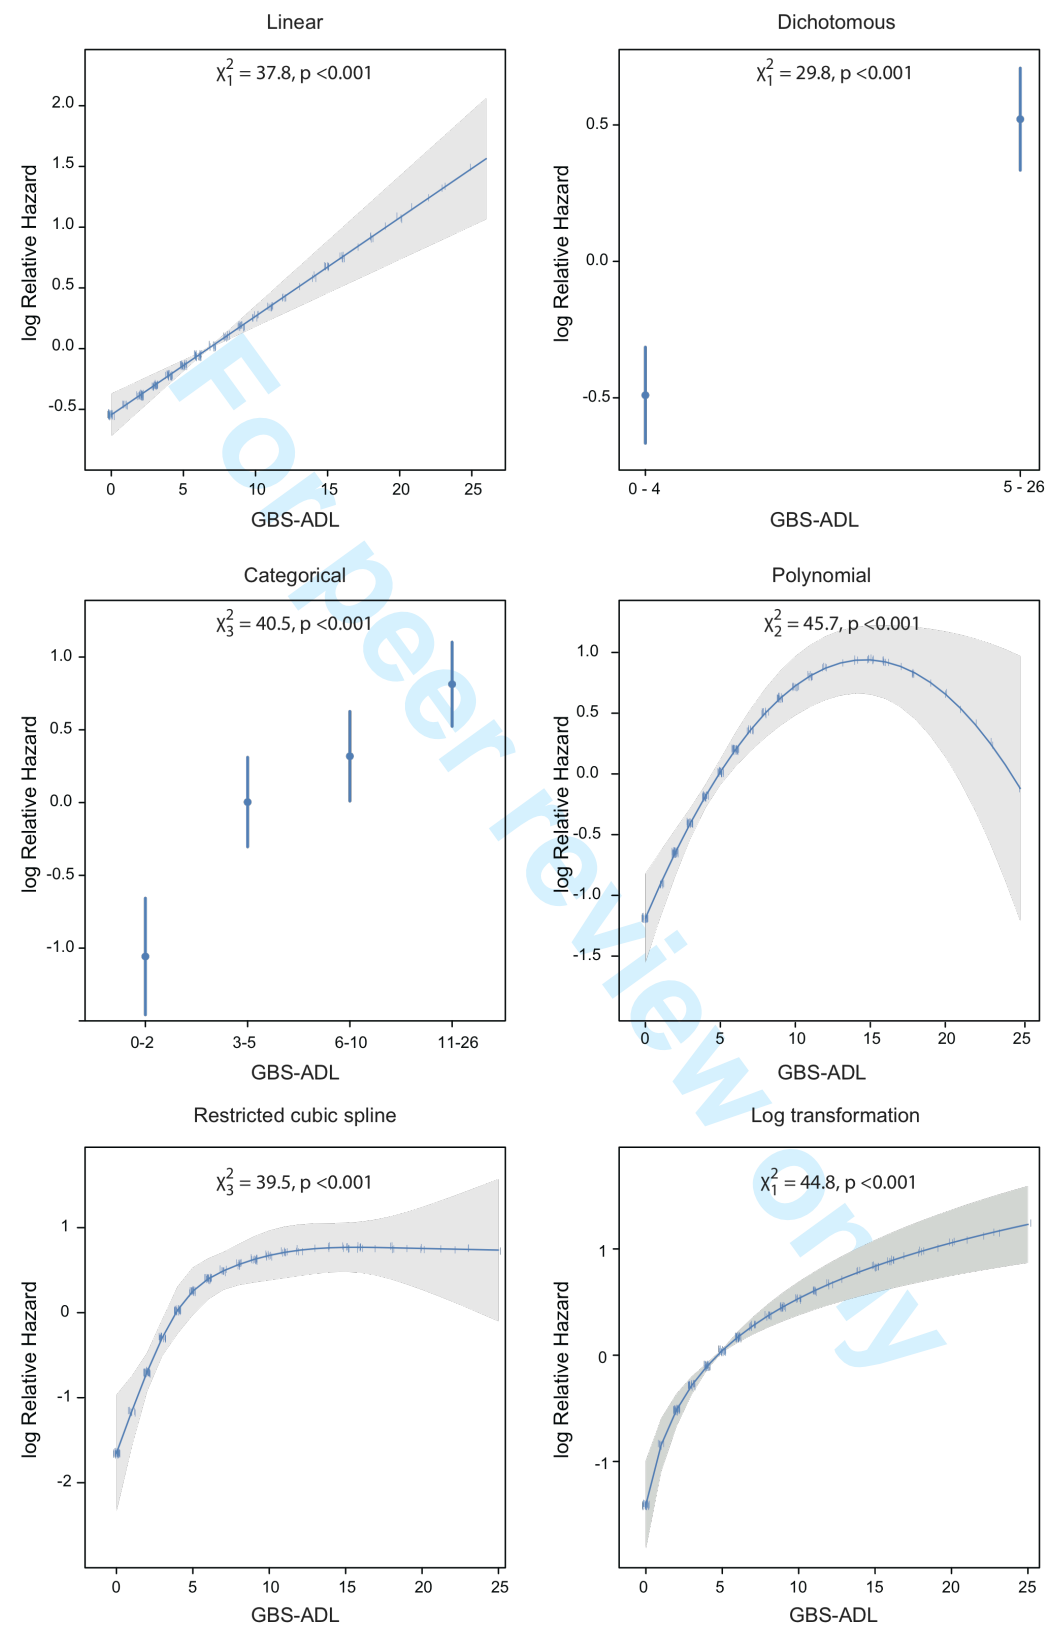 Linear
χ²₁ = 37.8, p <0.001
log Relative Hazard
2.0
1.5
1.0
0.5
0.0
-0.5
0 5 10 15 20 25
GBS-ADL
Dichotomous
χ²₁ = 29.8, p <0.001
log Relative Hazard
0.5
0.0
-0.5
0 - 4 5 - 26
GBS-ADL
Categorical
χ²₃ = 40.5, p <0.001
log Relative Hazard
1.0
0.5
0.0
-0.5
-1.0
0-2 3-5 6-10 11-26
GBS-ADL
Polynomial
χ²₂ = 45.7, p <0.001
log Relative Hazard
1.0
0.5
0.0
-0.5
-1.0
-1.5
0 5 10 15 20 25
GBS-ADL
Restricted cubic spline
χ²₃ = 39.5, p <0.001
log Relative Hazard
1
0
-1
-2
0 5 10 15 20 25
GBS-ADL
Log transformation
χ²₁ = 44.8, p <0.001
log Relative Hazard
1
0
-1
0 5 10 15 20 25
GBS-ADL
For peer review only